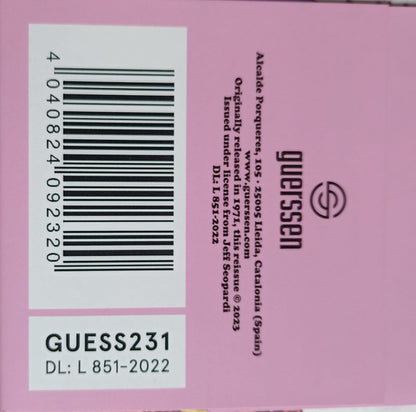 4 040824 092320
GUESS231
DL: L 851-2022
guerssen
Alcalde Porqueres, 105 · 25005 Lleida, Catalonia (Spain)
www.guerssen.com
Originally released in 1971, this reissue © 2023
Issued under license from Jeff Scopardi
DL: L 851-2022